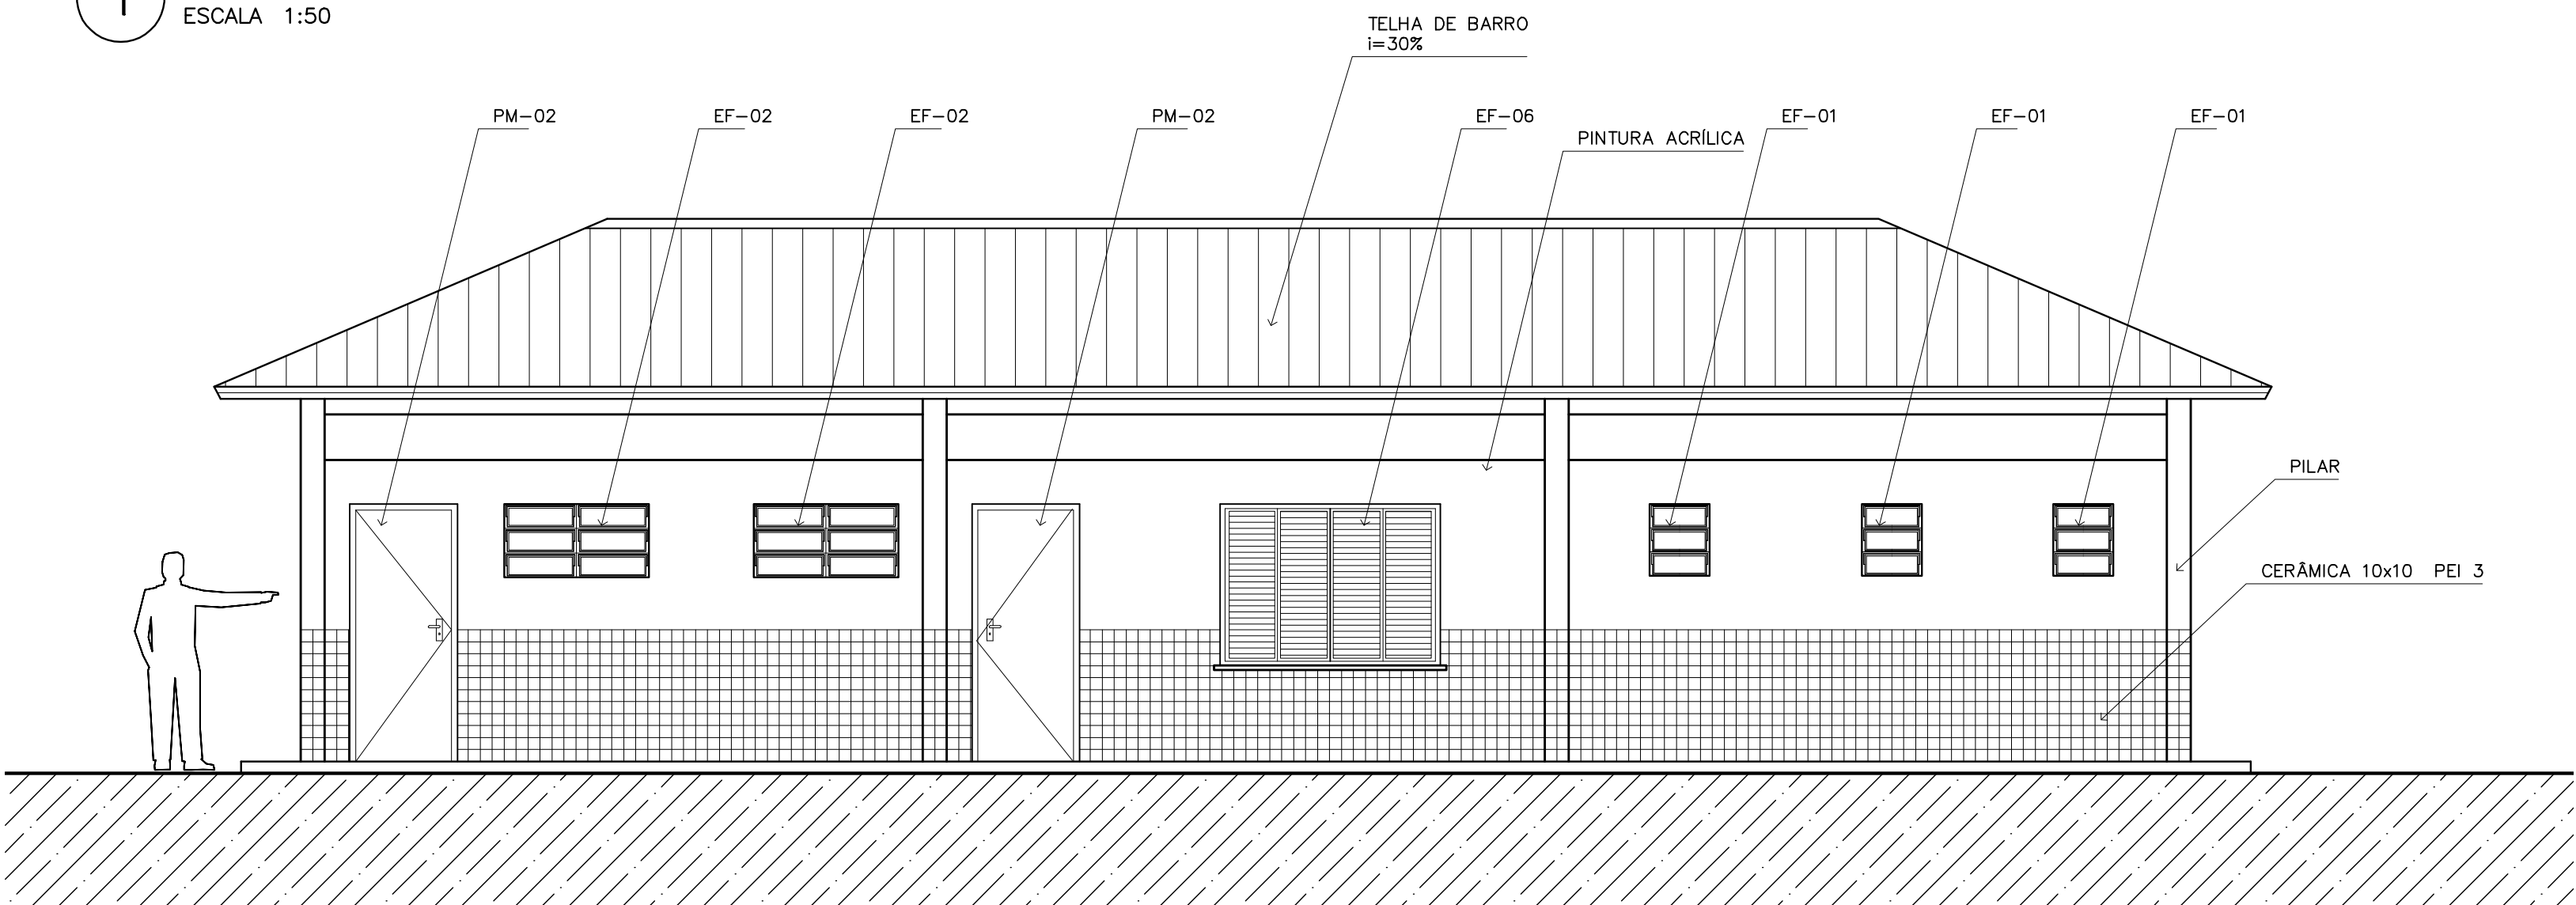 ESCALA 1:50
TELHA DE BARRO
i=30%
PM-02
EF-02
EF-02
PM-02
EF-06
PINTURA ACRÍLICA
EF-01
EF-01
EF-01
PILAR
CERÂMICA 10x10 PEI 3